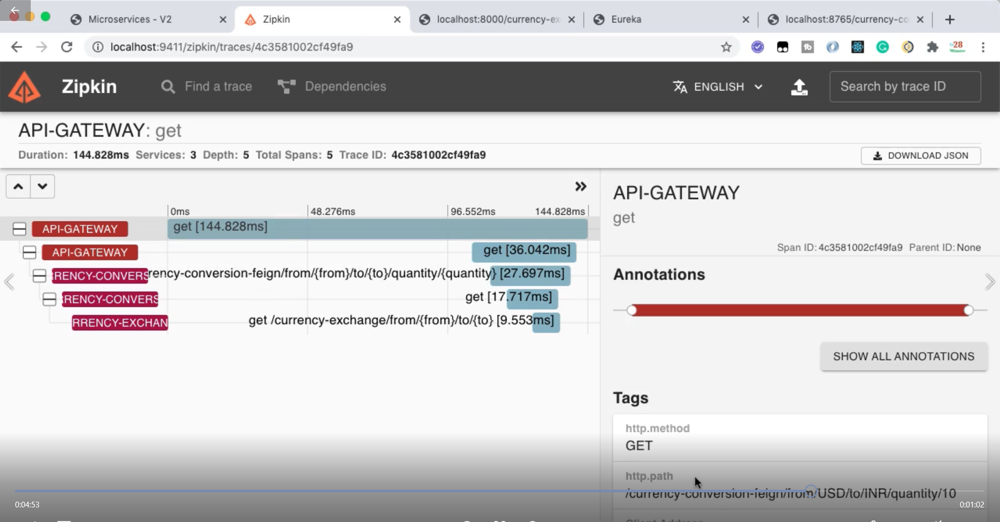 Microservices - V2
Zipkin
localhost:8000/currency-ex
Eureka
localhost:8765/currency-co
localhost:9411/zipkin/traces/4c3581002cf49fa9
Zipkin
Find a trace
Dependencies
ENGLISH
Search by trace ID
API-GATEWAY: get
Duration: 144.828ms Services: 3 Depth: 5 Total Spans: 5 Trace ID: 4c3581002cf49fa9
DOWNLOAD JSON
0ms 48.276ms 96.552ms 144.828ms
API-GATEWAY get [144.828ms]
API-GATEWAY get [36.042ms]
RRENCY-CONVERS rency-conversion-feign/from/{from}/to/{to}/quantity/{quantity} [27.697ms]
RRENCY-CONVERS get [17.717ms]
RRENCY-EXCHAN get /currency-exchange/from/{from}/to/{to} [9.553ms]
API-GATEWAY
get
Span ID: 4c3581002cf49fa9 Parent ID: None
Annotations
SHOW ALL ANNOTATIONS
Tags
http.method
GET
http.path
/currency-conversion-feign/from/USD/to/INR/quantity/10
0:04:53
0:01:02
Client Address